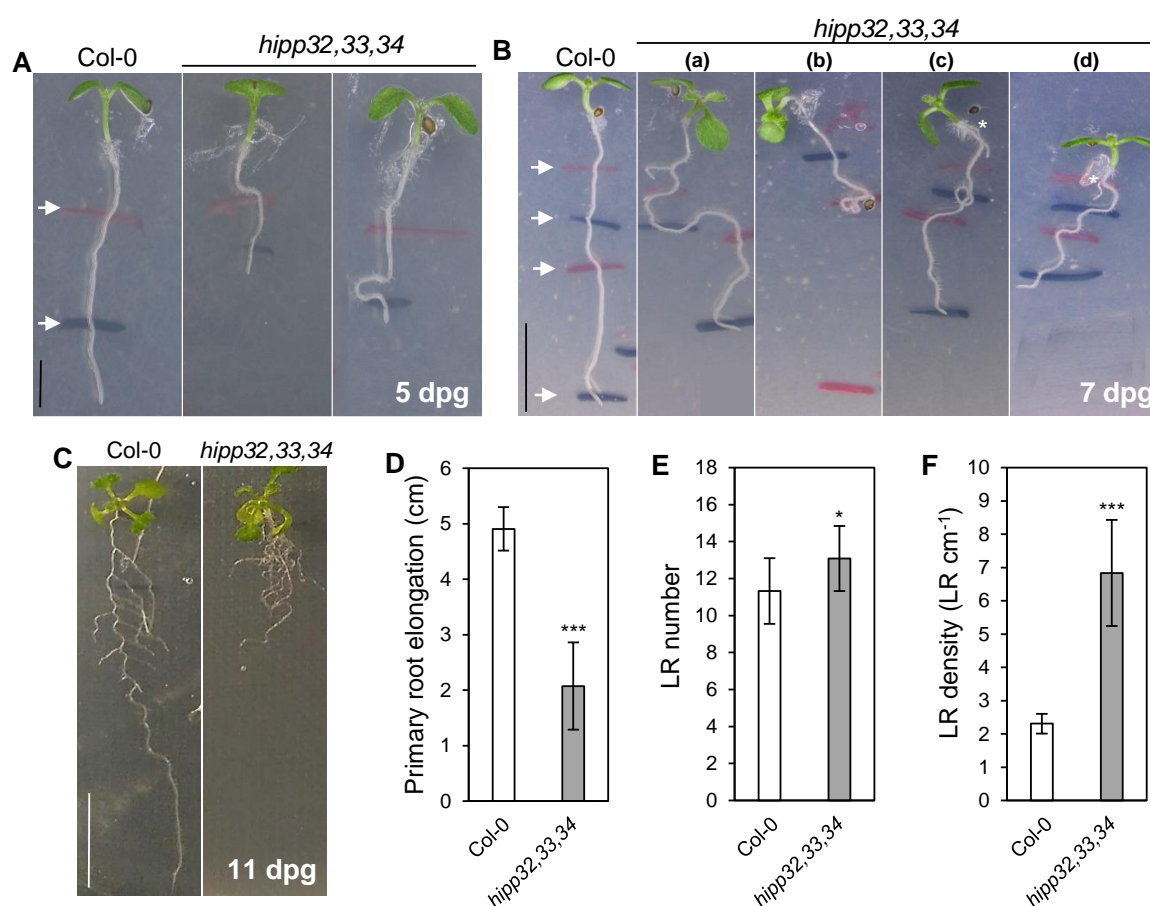 A
Col-0
hipp32,33,34
5 dpg
B
Col-0
hipp32,33,34
(a)
(b)
(c)
(d)
*
*
7 dpg
C
Col-0
hipp32,33,34
11 dpg
D
Primary root elongation (cm)
6
5
4
3
2
1
0
***
Col-0
hipp32,33,34
E
LR number
18
16
14
12
10
8
6
4
2
0
*
Col-0
hipp32,33,34
F
LR density (LR cm-1)
10
9
8
7
6
5
4
3
2
1
0
***
Col-0
hipp32,33,34